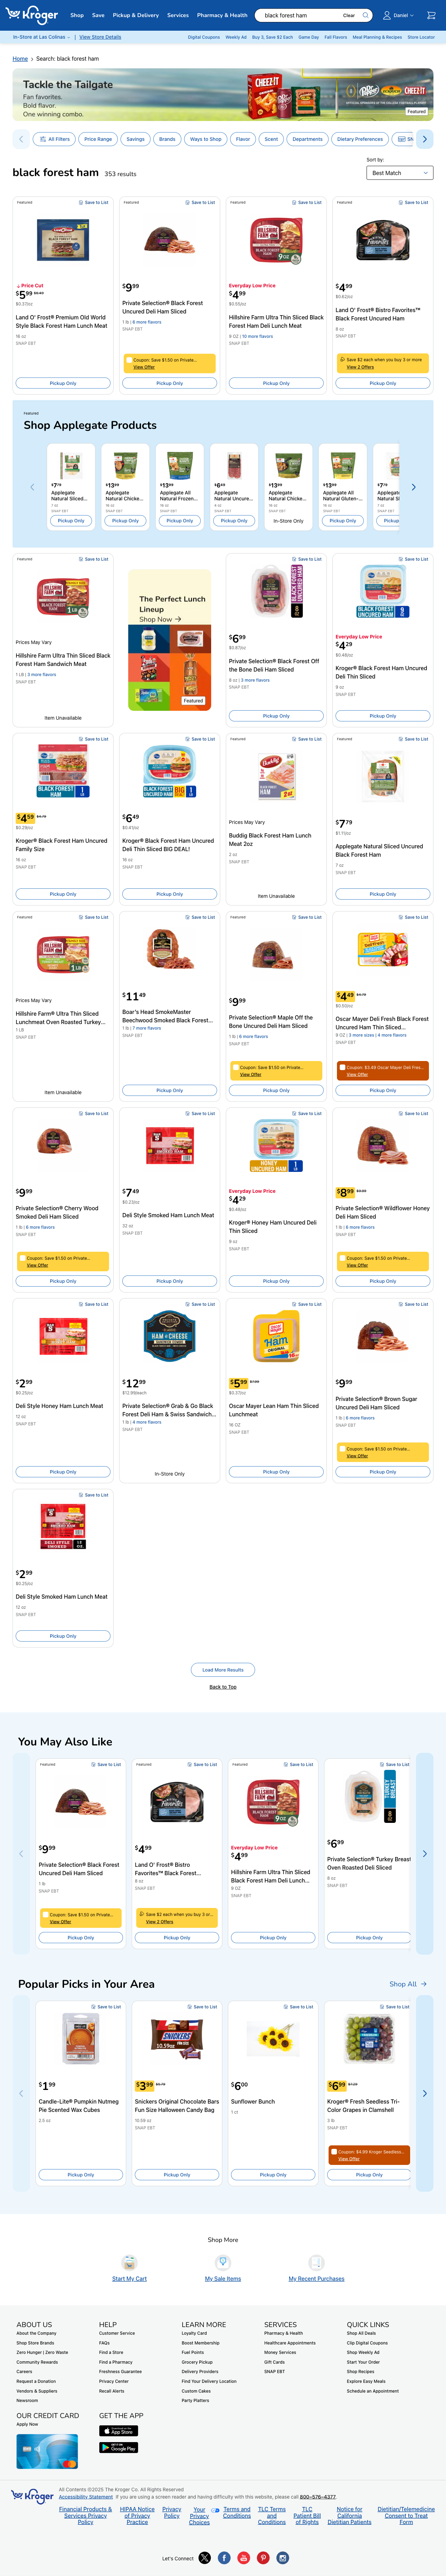 Kroger
Shop
Save
Pickup & Delivery
Services
Pharmacy & Health
black forest ham
Clear
Daniel
In-Store at Las Colinas
View Store Details
Digital Coupons
Weekly Ad
Buy 3, Save $2 Each
Game Day
Fall Flavors
Meal Planning & Recipes
Store Locator
Home
Search: black forest ham
Tackle the Tailgate
Fan favorites.
Bold flavor.
One winning combo.
Featured
All Filters
Price Range
Savings
Brands
Ways to Shop
Flavor
Scent
Departments
Dietary Preferences
Sort by:
black forest ham 353 results
Best Match
Featured
Save to List
Price Cut
$5.99
$0.37/oz
Land O' Frost® Premium Old World Style Black Forest Ham Lunch Meat
16 oz
SNAP EBT
Pickup Only
Featured
Save to List
$9.99
Private Selection® Black Forest Uncured Deli Ham Sliced
1 lb | 6 more flavors
SNAP EBT
Coupon: Save $1.50 on Private...
View Offer
Pickup Only
Featured
Save to List
Everyday Low Price
$4.99
$0.55/oz
Hillshire Farm Ultra Thin Sliced Black Forest Ham Deli Lunch Meat
9 OZ | 10 more flavors
SNAP EBT
Pickup Only
Featured
Save to List
$4.99
$0.62/oz
Land O' Frost® Bistro Favorites™ Black Forest Uncured Ham
8 oz
SNAP EBT
Save $2 each when you buy 3 or more
View 2 Offers
Pickup Only
Featured
Shop Applegate Products
$7.79
Applegate Natural Sliced...
7 oz
SNAP EBT
Pickup Only
$13.99
Applegate Natural Chicke...
16 oz
SNAP EBT
Pickup Only
$13.99
Applegate All Natural Frozen...
16 oz
SNAP EBT
Pickup Only
Applegate Natural Uncure...
SNAP EBT
Pickup Only
$13.99
Applegate Natural Chicke...
16 oz
SNAP EBT
In-Store Only
$13.99
Applegate All Natural Gluten-...
16 oz
SNAP EBT
Pickup Only
$7.79
Featured
Save to List
Prices May Vary
Hillshire Farm Ultra Thin Sliced Black Forest Ham Sandwich Meat
1 LB | 3 more flavors
SNAP EBT
Item Unavailable
The Perfect Lunch Lineup
Shop Now
Featured
Save to List
$6.99
$0.87/oz
Private Selection® Black Forest Off the Bone Deli Ham Sliced
8 oz | 3 more flavors
SNAP EBT
Pickup Only
Save to List
Everyday Low Price
$4.29
$0.48/oz
Kroger® Black Forest Ham Uncured Deli Thin Sliced
9 oz
SNAP EBT
Pickup Only
Save to List
$4.59
$0.29/oz
Kroger® Black Forest Ham Uncured Family Size
16 oz
SNAP EBT
Pickup Only
Save to List
$6.49
$0.41/oz
Kroger® Black Forest Ham Uncured Deli Thin Sliced BIG DEAL!
16 oz
SNAP EBT
Pickup Only
Featured
Save to List
Prices May Vary
Buddig Black Forest Ham Lunch Meat 2oz
2 oz
SNAP EBT
Item Unavailable
Featured
Save to List
$7.79
$1.11/oz
Applegate Natural Sliced Uncured Black Forest Ham
7 oz
SNAP EBT
Pickup Only
Featured
Save to List
Prices May Vary
Hillshire Farm® Ultra Thin Sliced Lunchmeat Oven Roasted Turkey...
1 LB
SNAP EBT
Item Unavailable
Save to List
$11.49
Boar's Head SmokeMaster Beechwood Smoked Black Forest...
1 lb | 7 more flavors
SNAP EBT
Pickup Only
Featured
Save to List
$9.99
Private Selection® Maple Off the Bone Uncured Deli Ham Sliced
1 lb | 6 more flavors
SNAP EBT
Coupon: Save $1.50 on Private...
View Offer
Pickup Only
Save to List
$4.49
$0.50/oz
Oscar Mayer Deli Fresh Black Forest Uncured Ham Thin Sliced...
9 OZ | 3 more sizes | 4 more flavors
SNAP EBT
Coupon: $3.49 Oscar Mayer Deli Fres...
View Offer
Pickup Only
Save to List
$9.99
Private Selection® Cherry Wood Smoked Deli Ham Sliced
1 lb | 6 more flavors
SNAP EBT
Coupon: Save $1.50 on Private...
View Offer
Pickup Only
Save to List
$7.49
$0.23/oz
Deli Style Smoked Ham Lunch Meat
32 oz
SNAP EBT
Pickup Only
Save to List
Everyday Low Price
$4.29
$0.48/oz
Kroger® Honey Ham Uncured Deli Thin Sliced
9 oz
SNAP EBT
Pickup Only
Save to List
$8.99
Private Selection® Wildflower Honey Deli Ham Sliced
1 lb | 6 more flavors
SNAP EBT
Coupon: Save $1.50 on Private...
View Offer
Pickup Only
Save to List
$2.99
$0.25/oz
Deli Style Honey Ham Lunch Meat
12 oz
SNAP EBT
Pickup Only
Save to List
$12.99
$12.99/each
Private Selection® Grab & Go Black Forest Deli Ham & Swiss Sandwich...
1 lb | 4 more flavors
SNAP EBT
In-Store Only
Save to List
$5.99
$0.37/oz
Oscar Mayer Lean Ham Thin Sliced Lunchmeat
16 OZ
SNAP EBT
Pickup Only
Save to List
$9.99
Private Selection® Brown Sugar Uncured Deli Ham Sliced
1 lb | 6 more flavors
SNAP EBT
Coupon: Save $1.50 on Private...
View Offer
Pickup Only
Save to List
$2.99
$0.25/oz
Deli Style Smoked Ham Lunch Meat
12 oz
SNAP EBT
Pickup Only
Load More Results
Back to Top
You May Also Like
Featured
Save to List
$9.99
Private Selection® Black Forest Uncured Deli Ham Sliced
1 lb
SNAP EBT
Coupon: Save $1.50 on Private...
View Offer
Pickup Only
Featured
Save to List
$4.99
Land O' Frost® Bistro Favorites™ Black Forest...
8 oz
SNAP EBT
Save $2 each when you buy 3 or...
View 2 Offers
Pickup Only
Featured
Save to List
Everyday Low Price
$4.99
Hillshire Farm Ultra Thin Sliced Black Forest Ham Deli Lunch...
9 OZ
SNAP EBT
Pickup Only
Save to List
$6.99
Private Selection® Turkey Breast Oven Roasted Deli Sliced
8 oz
SNAP EBT
Pickup Only
Popular Picks in Your Area
Shop All
Save to List
$1.99
Candle-Lite® Pumpkin Nutmeg Pie Scented Wax Cubes
2.5 oz
Pickup Only
Save to List
$3.99
Snickers Original Chocolate Bars Fun Size Halloween Candy Bag
10.59 oz
SNAP EBT
Pickup Only
Save to List
$6.00
Sunflower Bunch
1 ct
Pickup Only
Save to List
$6.99
Kroger® Fresh Seedless Tri-Color Grapes in Clamshell
3 lb
SNAP EBT
Coupon: $4.99 Kroger Seedless...
View Offer
Pickup Only
Shop More
Start My Cart
My Sale Items
My Recent Purchases
ABOUT US
About the Company
Shop Store Brands
Zero Hunger | Zero Waste
Community Rewards
Careers
Request a Donation
Vendors & Suppliers
Newsroom
HELP
Customer Service
FAQs
Find a Store
Find a Pharmacy
Freshness Guarantee
Privacy Center
Recall Alerts
LEARN MORE
Loyalty Card
Boost Membership
Fuel Points
Grocery Pickup
Delivery Providers
Find Your Delivery Location
Custom Cakes
Party Platters
SERVICES
Pharmacy & Health
Healthcare Appointments
Money Services
Gift Cards
SNAP EBT
QUICK LINKS
Shop All Deals
Clip Digital Coupons
Shop Weekly Ad
Start Your Order
Shop Recipes
Explore Easy Meals
Schedule an Appointment
OUR CREDIT CARD
Apply Now
GET THE APP
App Store
Google Play
Kroger
All Contents ©2025 The Kroger Co. All Rights Reserved
Accessibility Statement If you are using a screen reader and having difficulty with this website, please call 800–576–4377.
Financial Products & Services Privacy Policy
HIPAA Notice of Privacy Practice
Privacy Policy
Your Privacy Choices
Terms and Conditions
TLC Terms and Conditions
TLC Patient Bill of Rights
Notice for California Dietitian Patients
Dietitian/Telemedicine Consent to Treat Form
Let's Connect